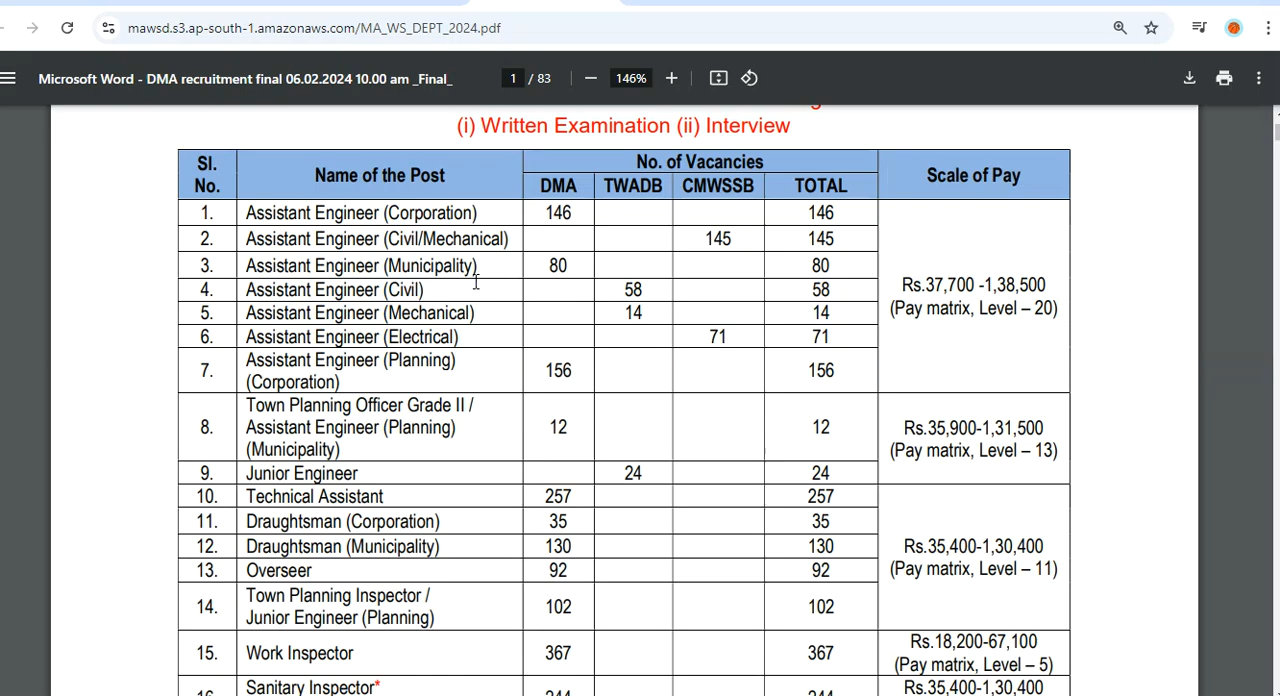 mawsd.s3.ap-south-1.amazonaws.com/MA_WS_DEPT_2024.pdf
Microsoft Word - DMA recruitment final 06.02.2024 10.00 am _Final_
1 / 83
146%
(i) Written Examination (ii) Interview
Sl. No. Name of the Post No. of Vacancies Scale of Pay
DMA TWADB CMWSSB TOTAL
1. Assistant Engineer (Corporation) 146 146
2. Assistant Engineer (Civil/Mechanical) 145 145
3. Assistant Engineer (Municipality) 80 80
4. Assistant Engineer (Civil) 58 58
5. Assistant Engineer (Mechanical) 14 14
6. Assistant Engineer (Electrical) 71 71
7. Assistant Engineer (Planning)
(Corporation) 156 156
Rs.37,700 -1,38,500
(Pay matrix, Level – 20)
8. Town Planning Officer Grade II /
Assistant Engineer (Planning)
(Municipality) 12 12
9. Junior Engineer 24 24
Rs.35,900-1,31,500
(Pay matrix, Level – 13)
10. Technical Assistant 257 257
11. Draughtsman (Corporation) 35 35
12. Draughtsman (Municipality) 130 130
13. Overseer 92 92
14. Town Planning Inspector /
Junior Engineer (Planning) 102 102
Rs.35,400-1,30,400
(Pay matrix, Level – 11)
15. Work Inspector 367 367
Rs.18,200-67,100
(Pay matrix, Level – 5)
16. Sanitary Inspector* 244 244
Rs.35,400-1,30,400